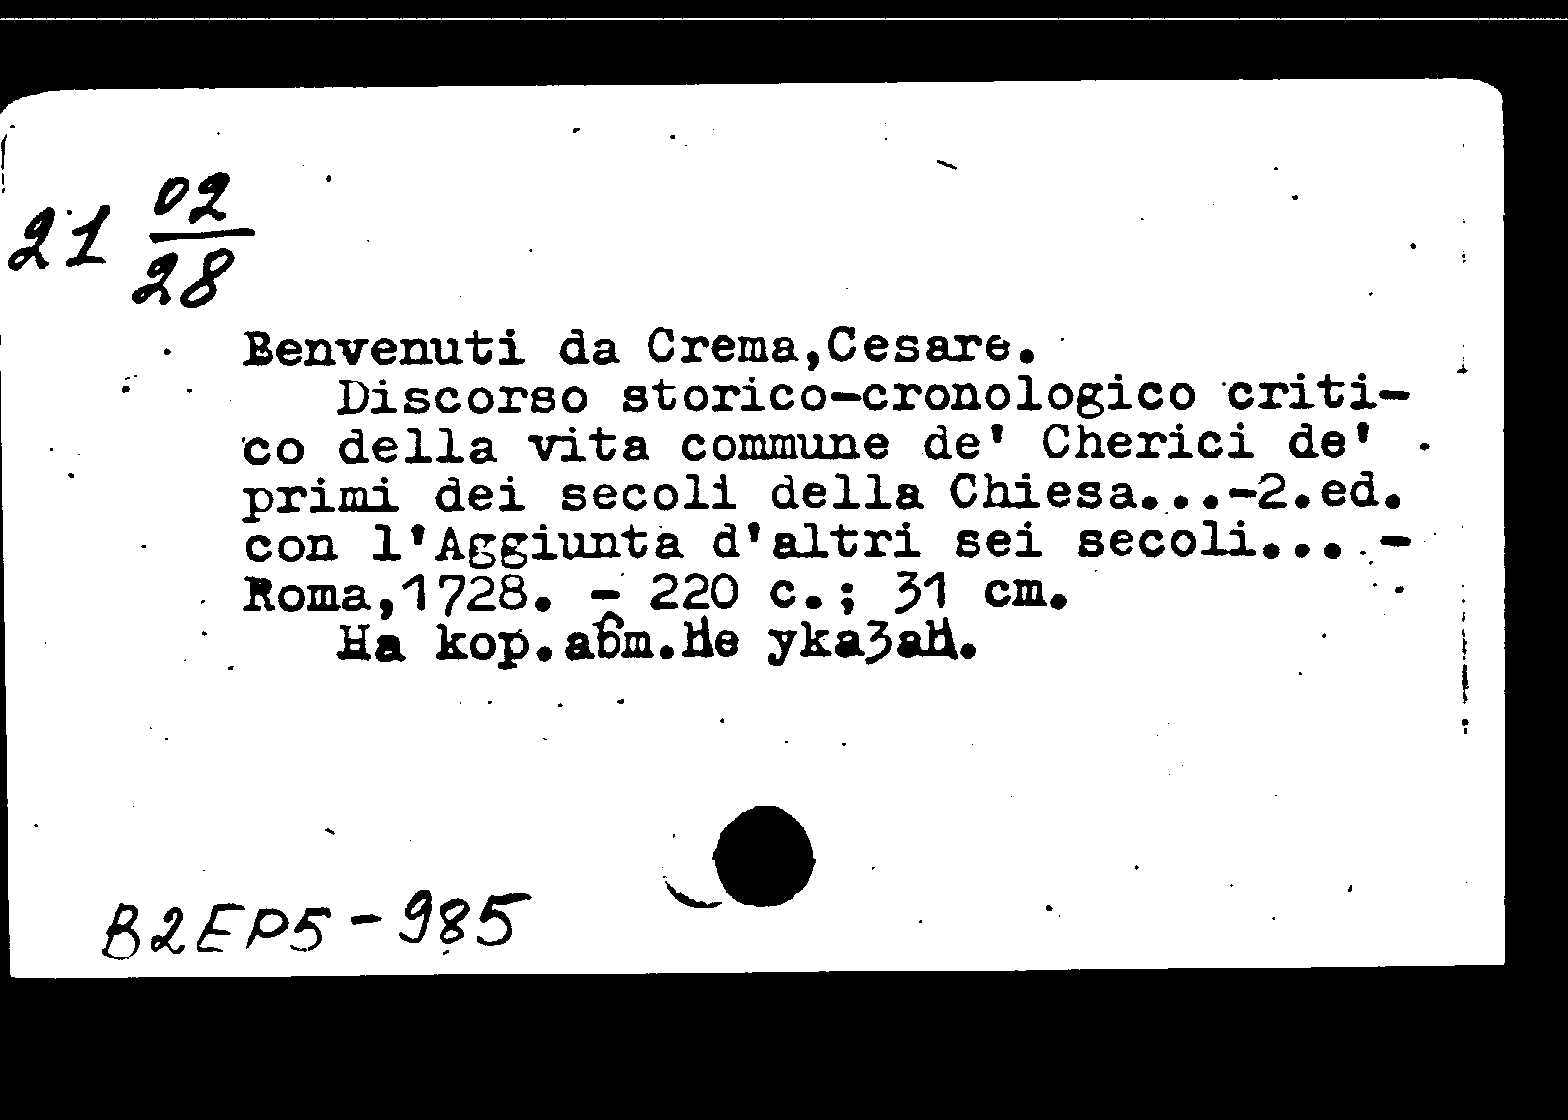 21 02/28
Benvenuti da Crema,Cesare.
Discorso storico-cronologico criti-
co della vita commune de' Cherici de'
primi dei secoli della Chiesa...-2.ed.
con l'Aggiunta d'altri sei secoli... -
Roma,1728. - 220 c.; 31 cm.
На кор.авт.не указан.
B2EP5-985